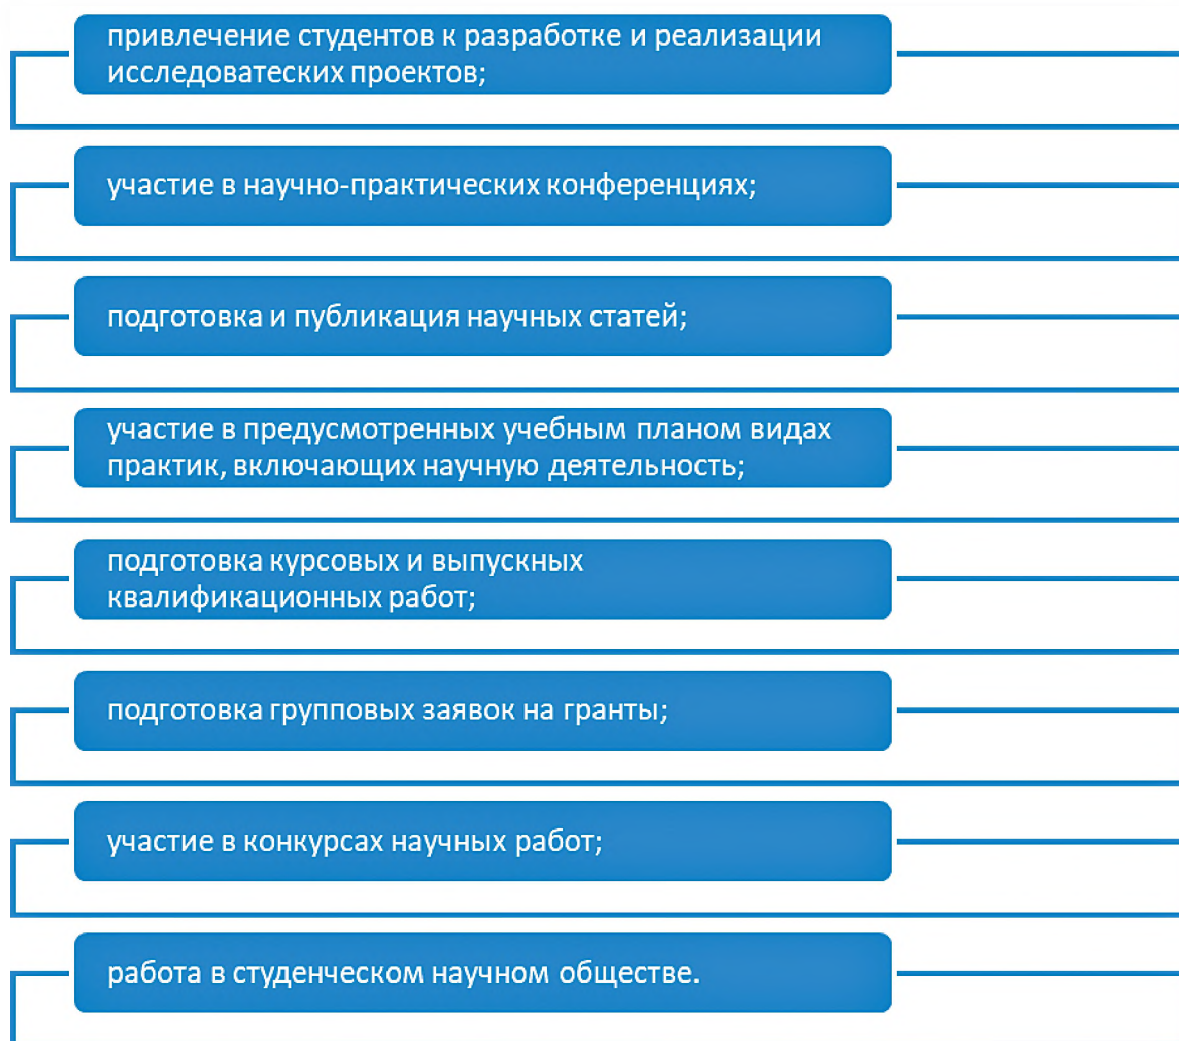 привлечение студентов к разработке и реализации
исследоватеских проектов;
участие в научно-практических конференциях;
подготовка и публикация научных статей;
участие в предусмотренных учебным планом видах
практик, включающих научную деятельность;
подготовка курсовых и выпускных
квалификационных работ;
подготовка групповых заявок на гранты;
участие в конкурсах научных работ;
работа в студенческом научном обществе.